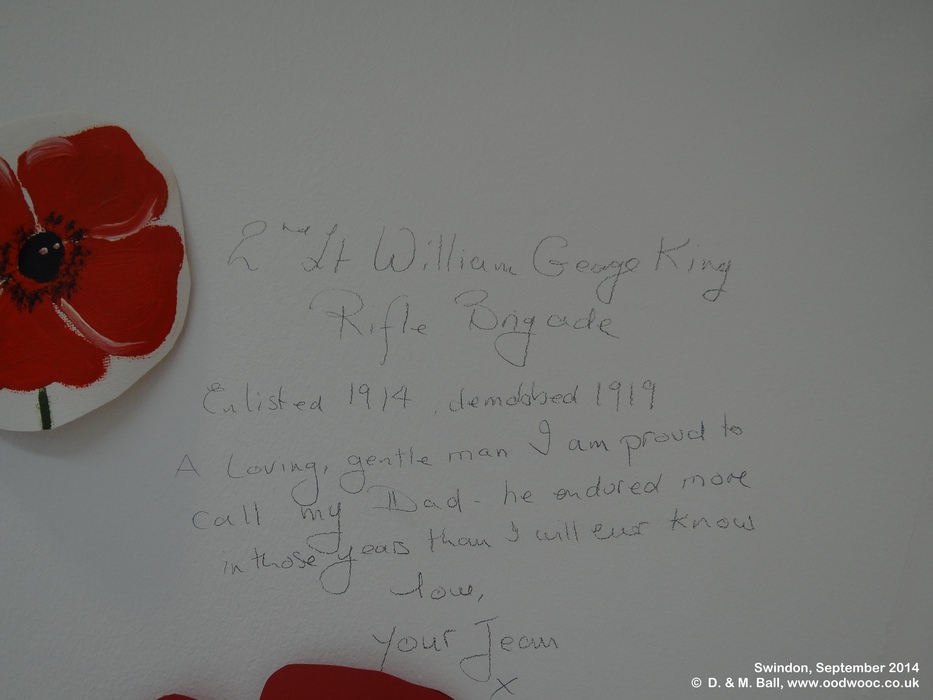 2nd Lt William George King
Rifle Brigade
Enlisted 1914, demobbed 1919
A Loving, gentle man I am proud to
call my Dad - he endured more
in those years than I will ever know
love,
your Jean
x
Swindon, September 2014
© D. & M. Ball, www.oodwooc.co.uk